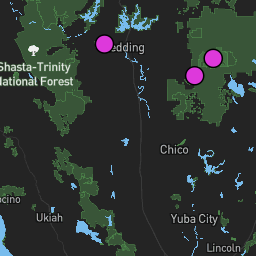 edding
Shasta-Trinity
National Forest
Chico
ocino
Ukiah
Yuba City
Lincoln